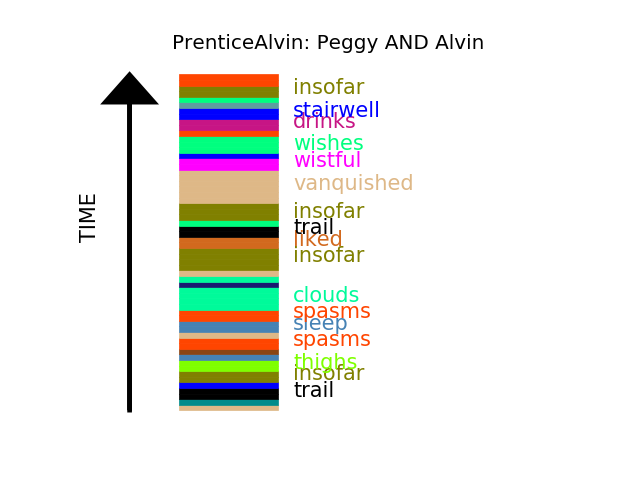 PrenticeAlvin: Peggy AND Alvin
TIME
insofar
stairwell
drinks
wishes
wistful
vanquished
insofar
trail
liked
insofar
clouds
spasms
sleep
spasms
thighs
insofar
trail